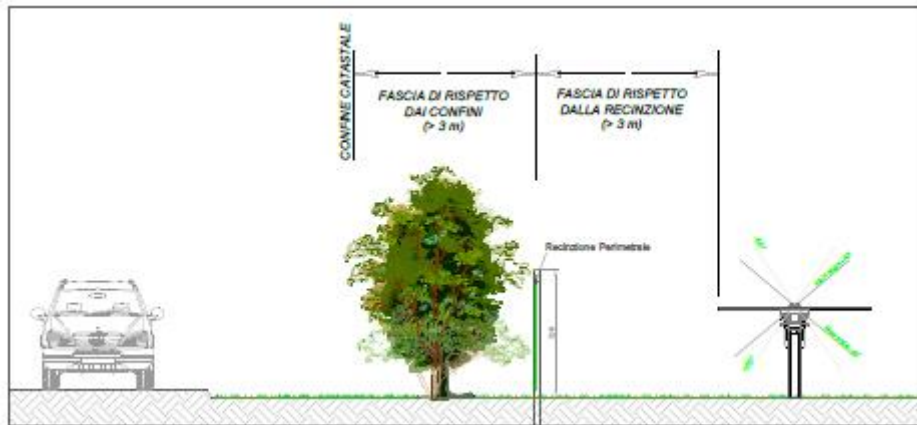 CONFINE CATASTALE
FASCIA DI RISPETTO
DAI CONFINI
(> 3 m)
FASCIA DI RISPETTO
DALLA RECINZIONE
(> 3 m)
Recinzione Perimetrale